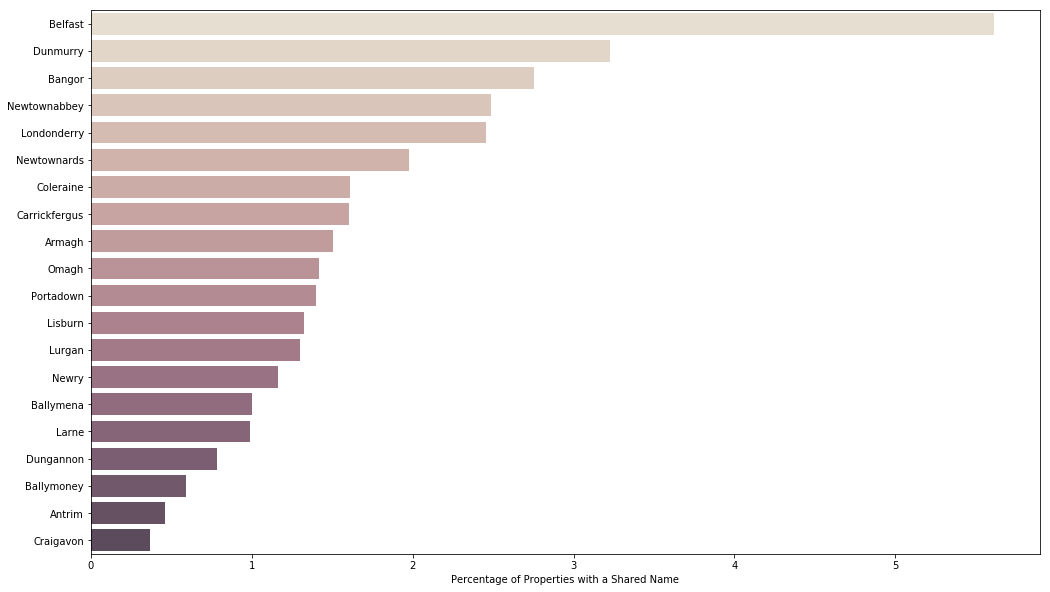 Belfast
Dunmurry
Bangor
Newtownabbey
Londonderry
Newtownards
Coleraine
Carrickfergus
Armagh
Omagh
Portadown
Lisburn
Lurgan
Newry
Ballymena
Larne
Dungannon
Ballymoney
Antrim
Craigavon
0 1 2 3 4 5
Percentage of Properties with a Shared Name